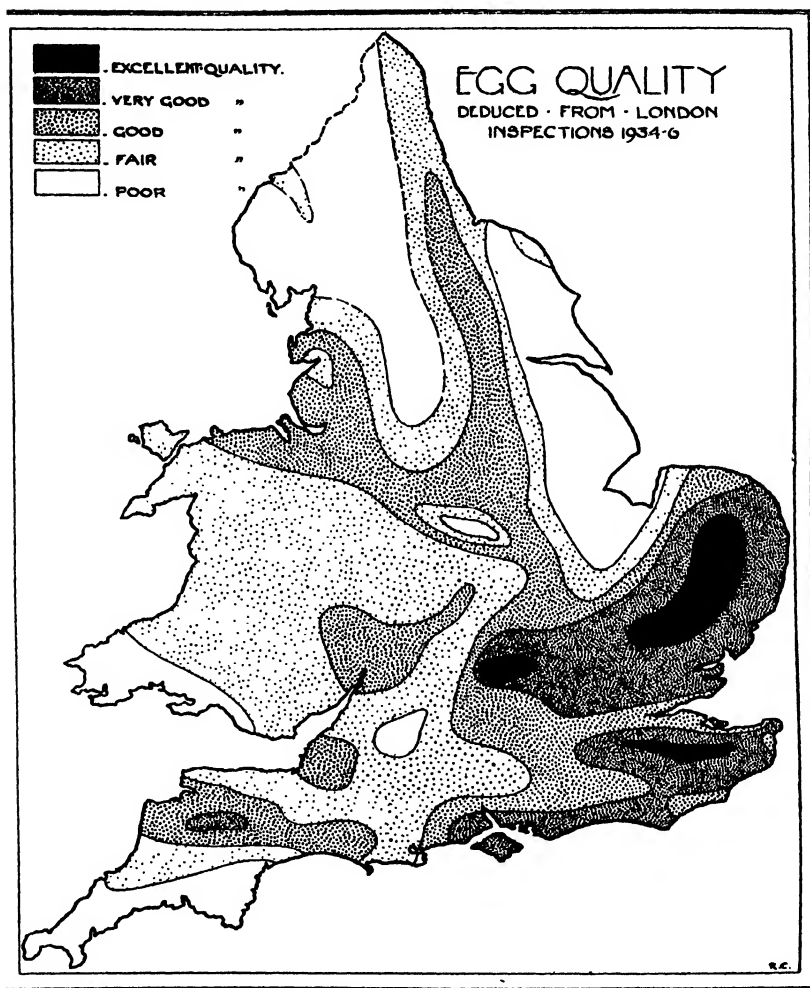 EGG QUALITY
DEDUCED · FROM · LONDON
INSPECTIONS 1934-6
. EXCELLENT QUALITY.
. VERY GOOD "
. GOOD "
. FAIR "
. POOR "
R.C.